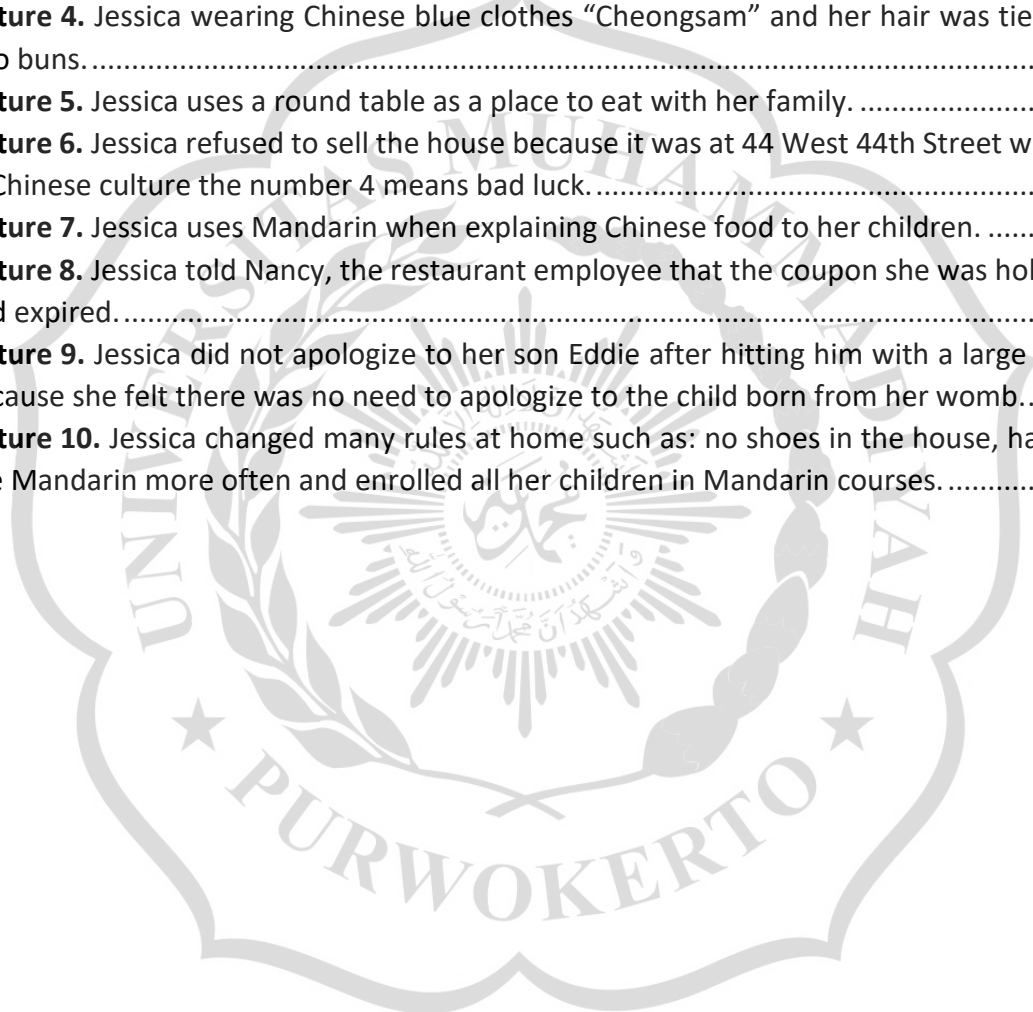 ture 4. Jessica wearing Chinese blue clothes “Cheongsam” and her hair was tie
o buns. ................................................................................................................
ture 5. Jessica uses a round table as a place to eat with her family. ......................
ture 6. Jessica refused to sell the house because it was at 44 West 44th Street w
Chinese culture the number 4 means bad luck. ........................................................
ture 7. Jessica uses Mandarin when explaining Chinese food to her children. ......
ture 8. Jessica told Nancy, the restaurant employee that the coupon she was hol
d expired. .............................................................................................................
ture 9. Jessica did not apologize to her son Eddie after hitting him with a large
cause she felt there was no need to apologize to the child born from her womb. .
ture 10. Jessica changed many rules at home such as: no shoes in the house, ha
e Mandarin more often and enrolled all her children in Mandarin courses. ...........
UNIVERSITAS MUHAMMADIYAH
PURWOKERTO